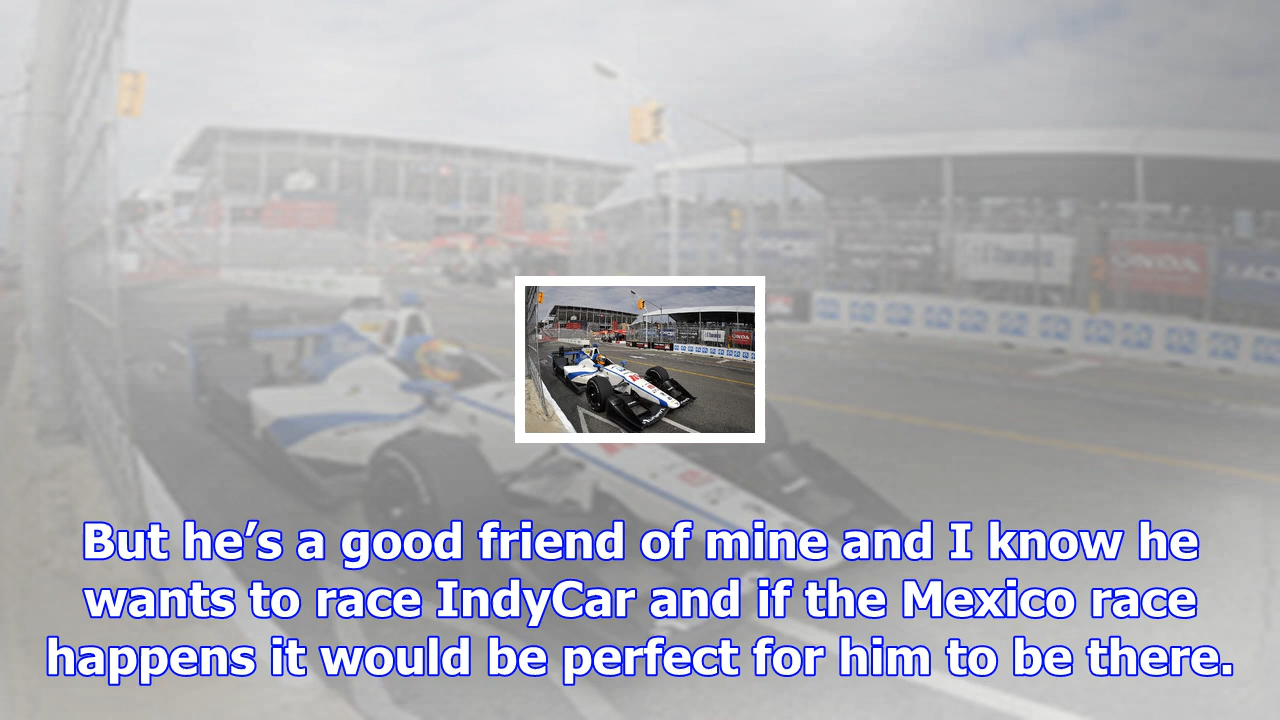 HONDA
But he’s a good friend of mine and I know he
wants to race IndyCar and if the Mexico race
happens it would be perfect for him to be there.